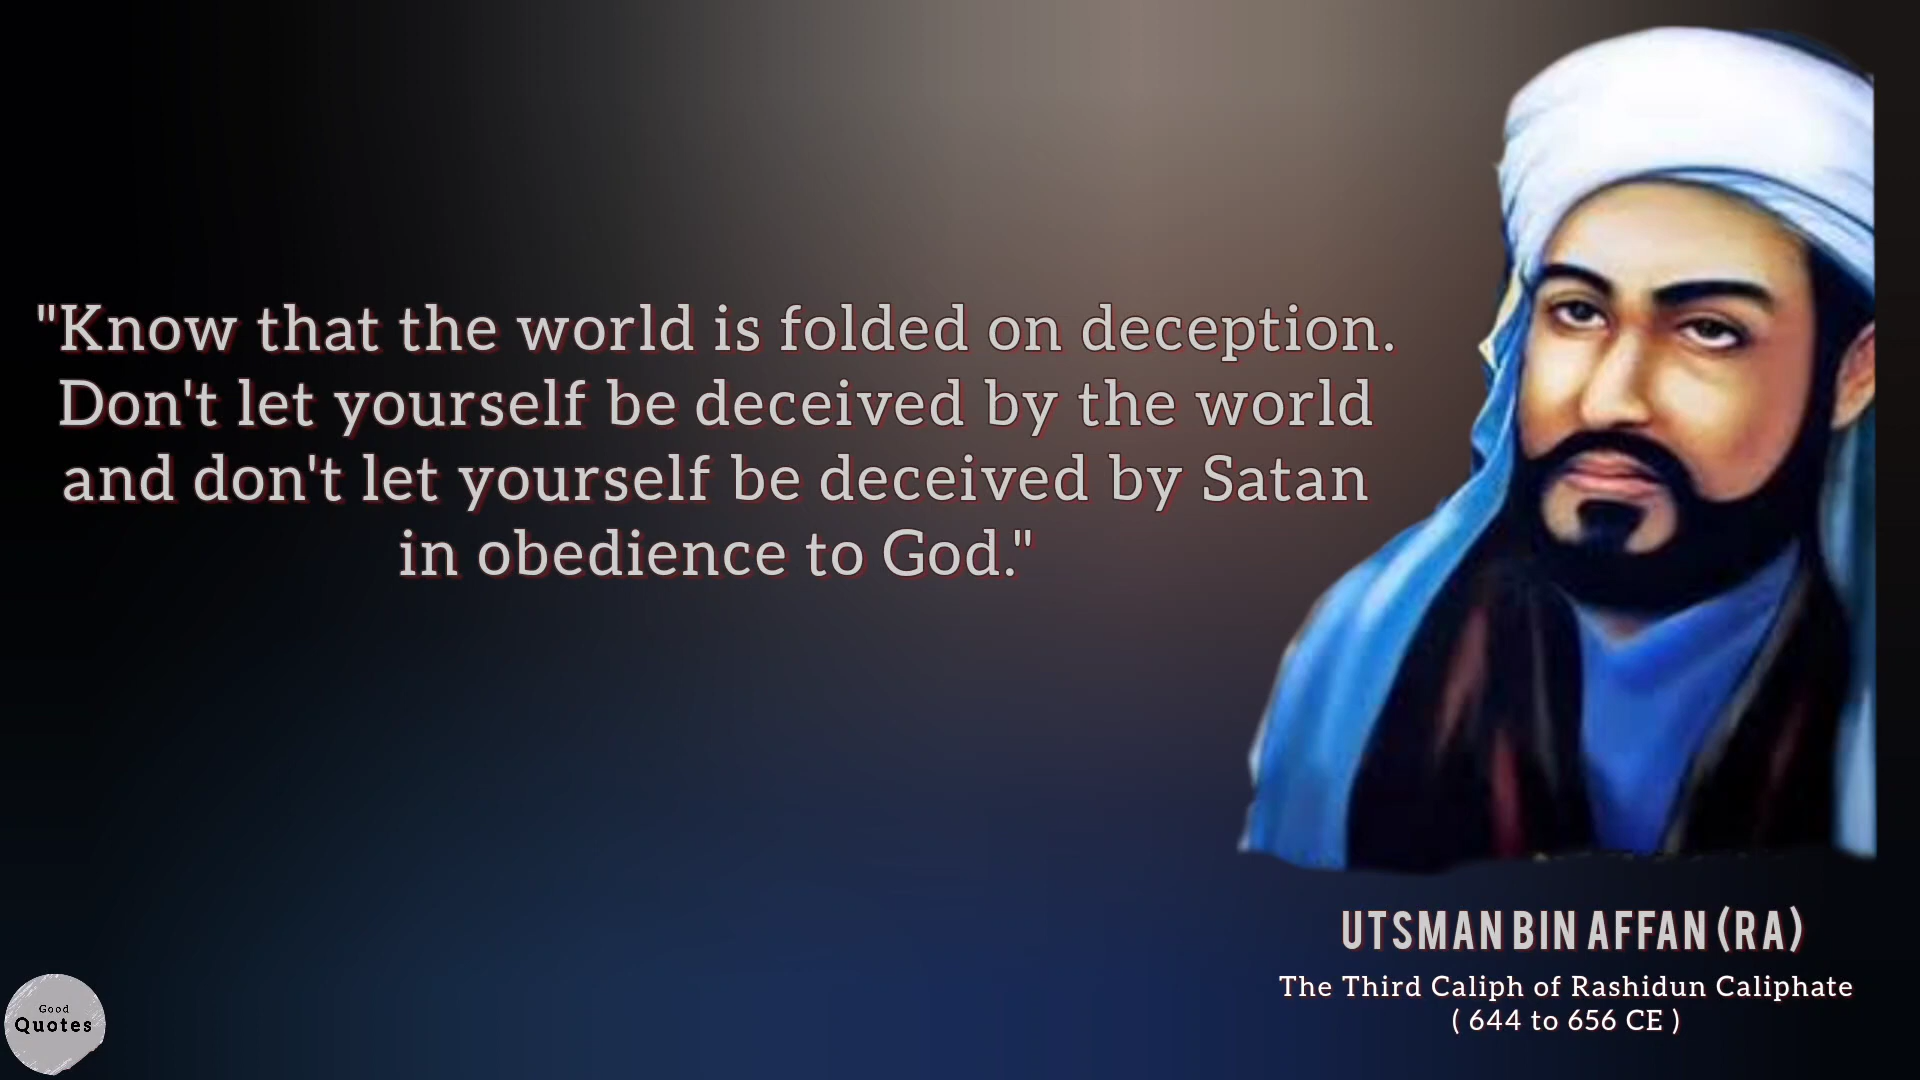 "Know that the world is folded on deception.
Don't let yourself be deceived by the world
and don't let yourself be deceived by Satan
in obedience to God."
UTSMAN BIN AFFAN (RA)
The Third Caliph of Rashidun Caliphate
( 644 to 656 CE )
Good
Quotes